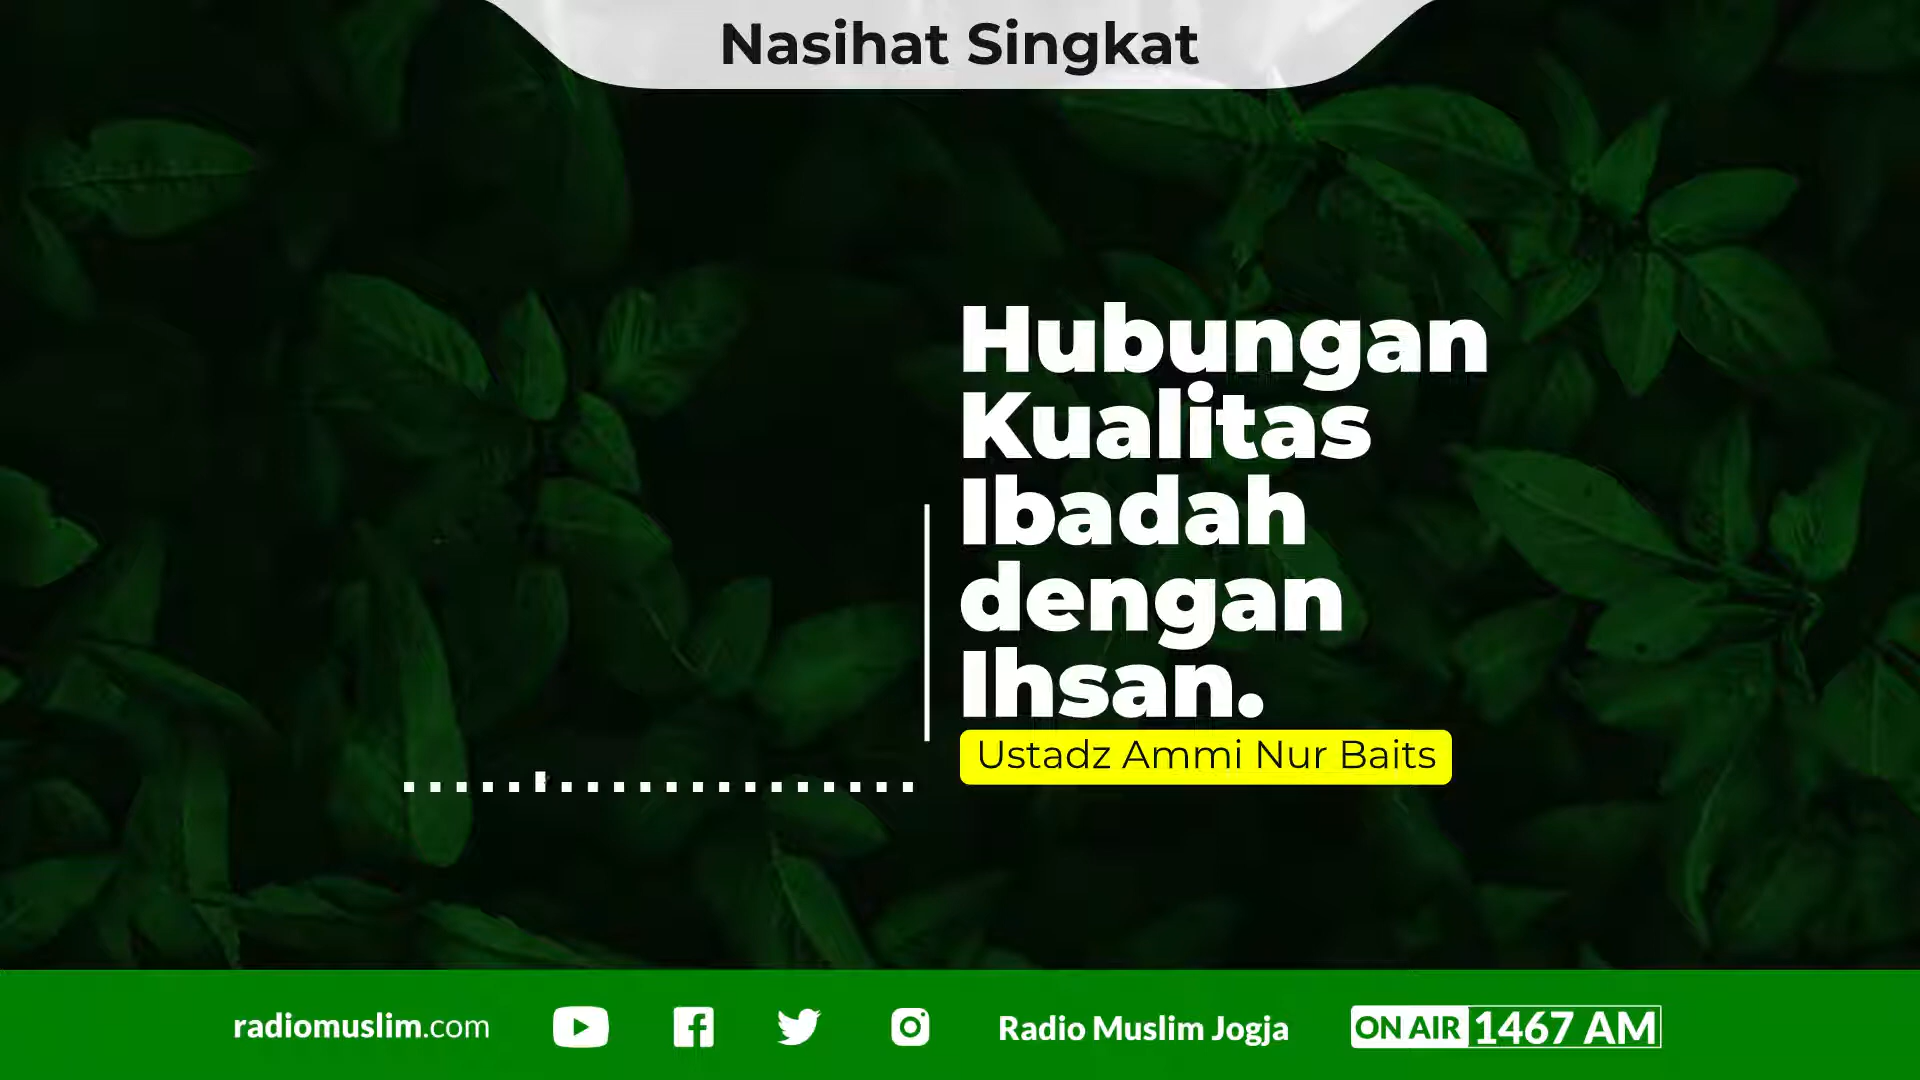 Nasihat Singkat
Hubungan
Kualitas
Ibadah
dengan
Ihsan.
Ustadz Ammi Nur Baits
radiomuslim.com
Radio Muslim Jogja
ON AIR 1467 AM